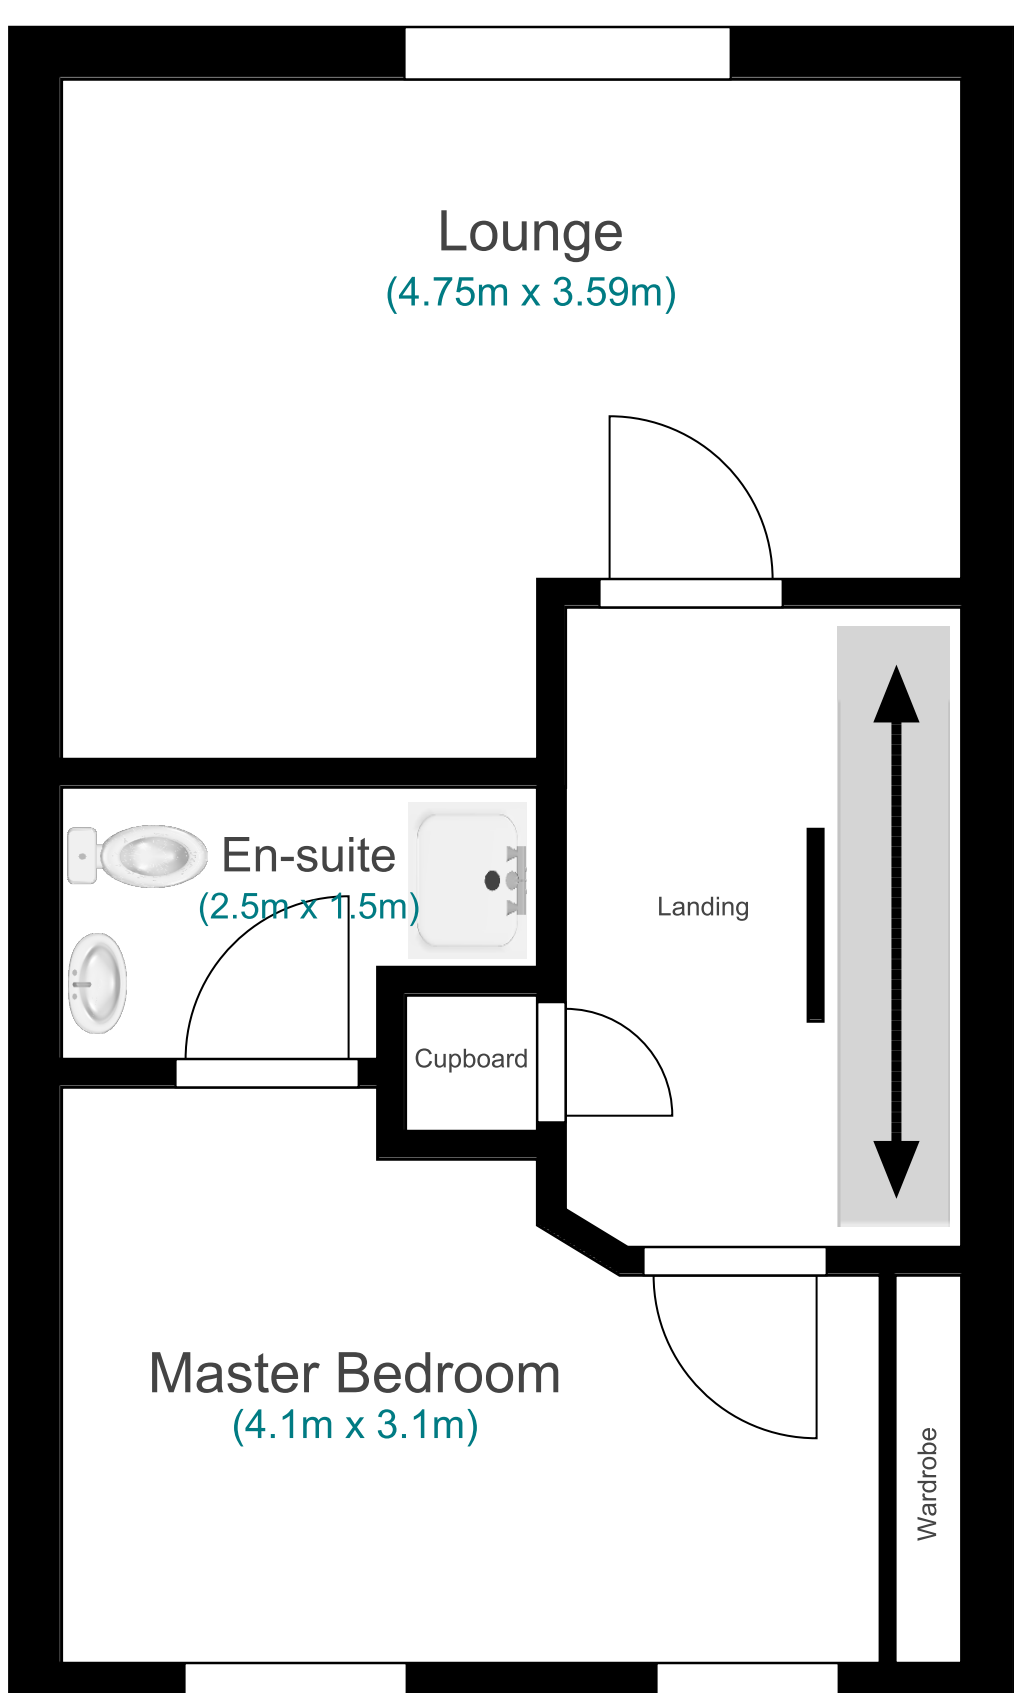 Lounge
(4.75m x 3.59m)
En-suite
(2.5m x 1.5m)
Landing
Cupboard
Master Bedroom
(4.1m x 3.1m)
Wardrobe